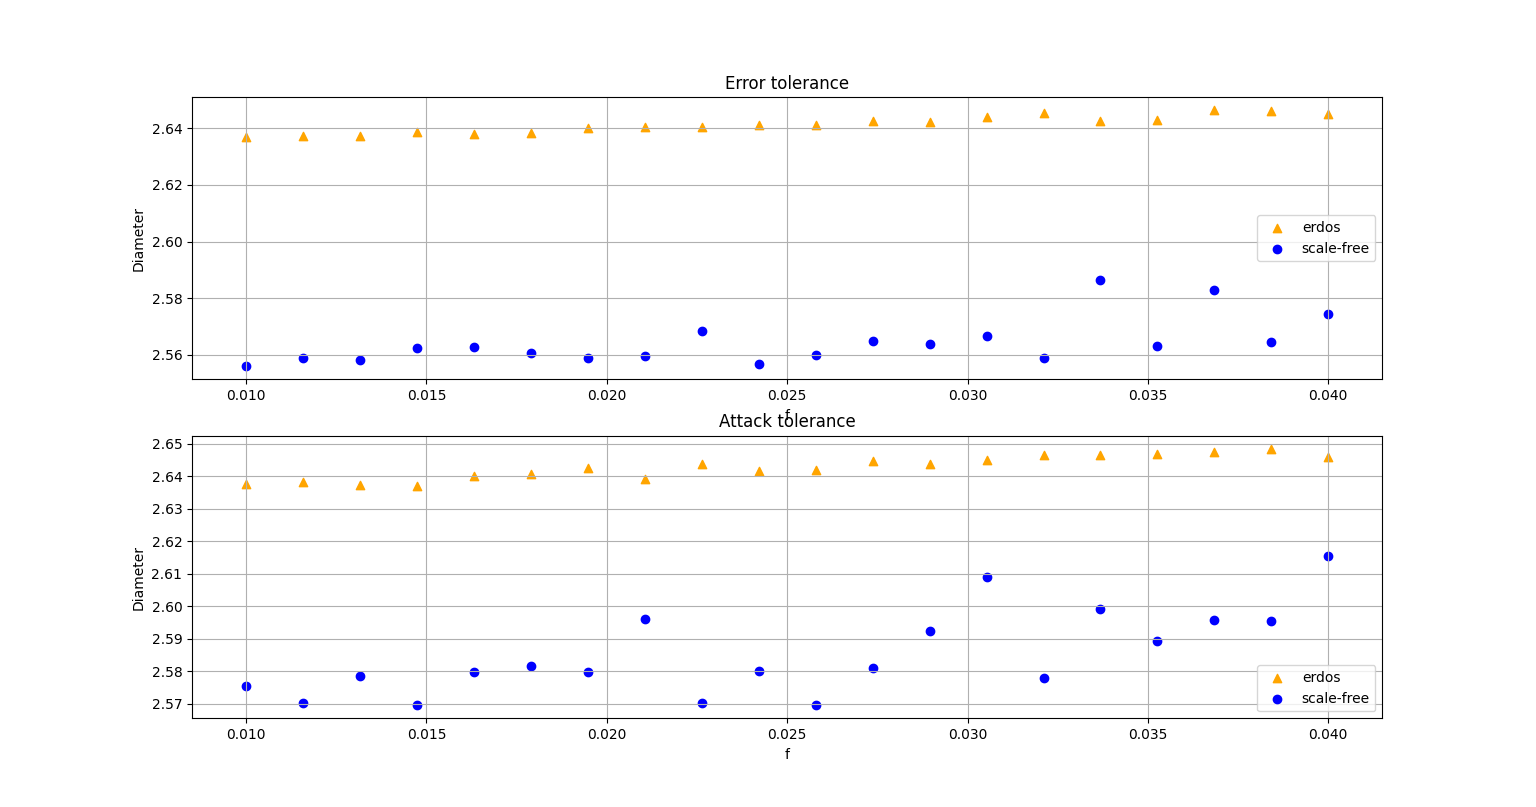 Error tolerance
Diameter
2.64
2.62
2.60
2.58
2.56
erdos
scale-free
0.010 0.015 0.020 0.025 0.030 0.035 0.040
f
Attack tolerance
Diameter
2.65
2.64
2.63
2.62
2.61
2.60
2.59
2.58
2.57
erdos
scale-free
0.010 0.015 0.020 0.025 0.030 0.035 0.040
f